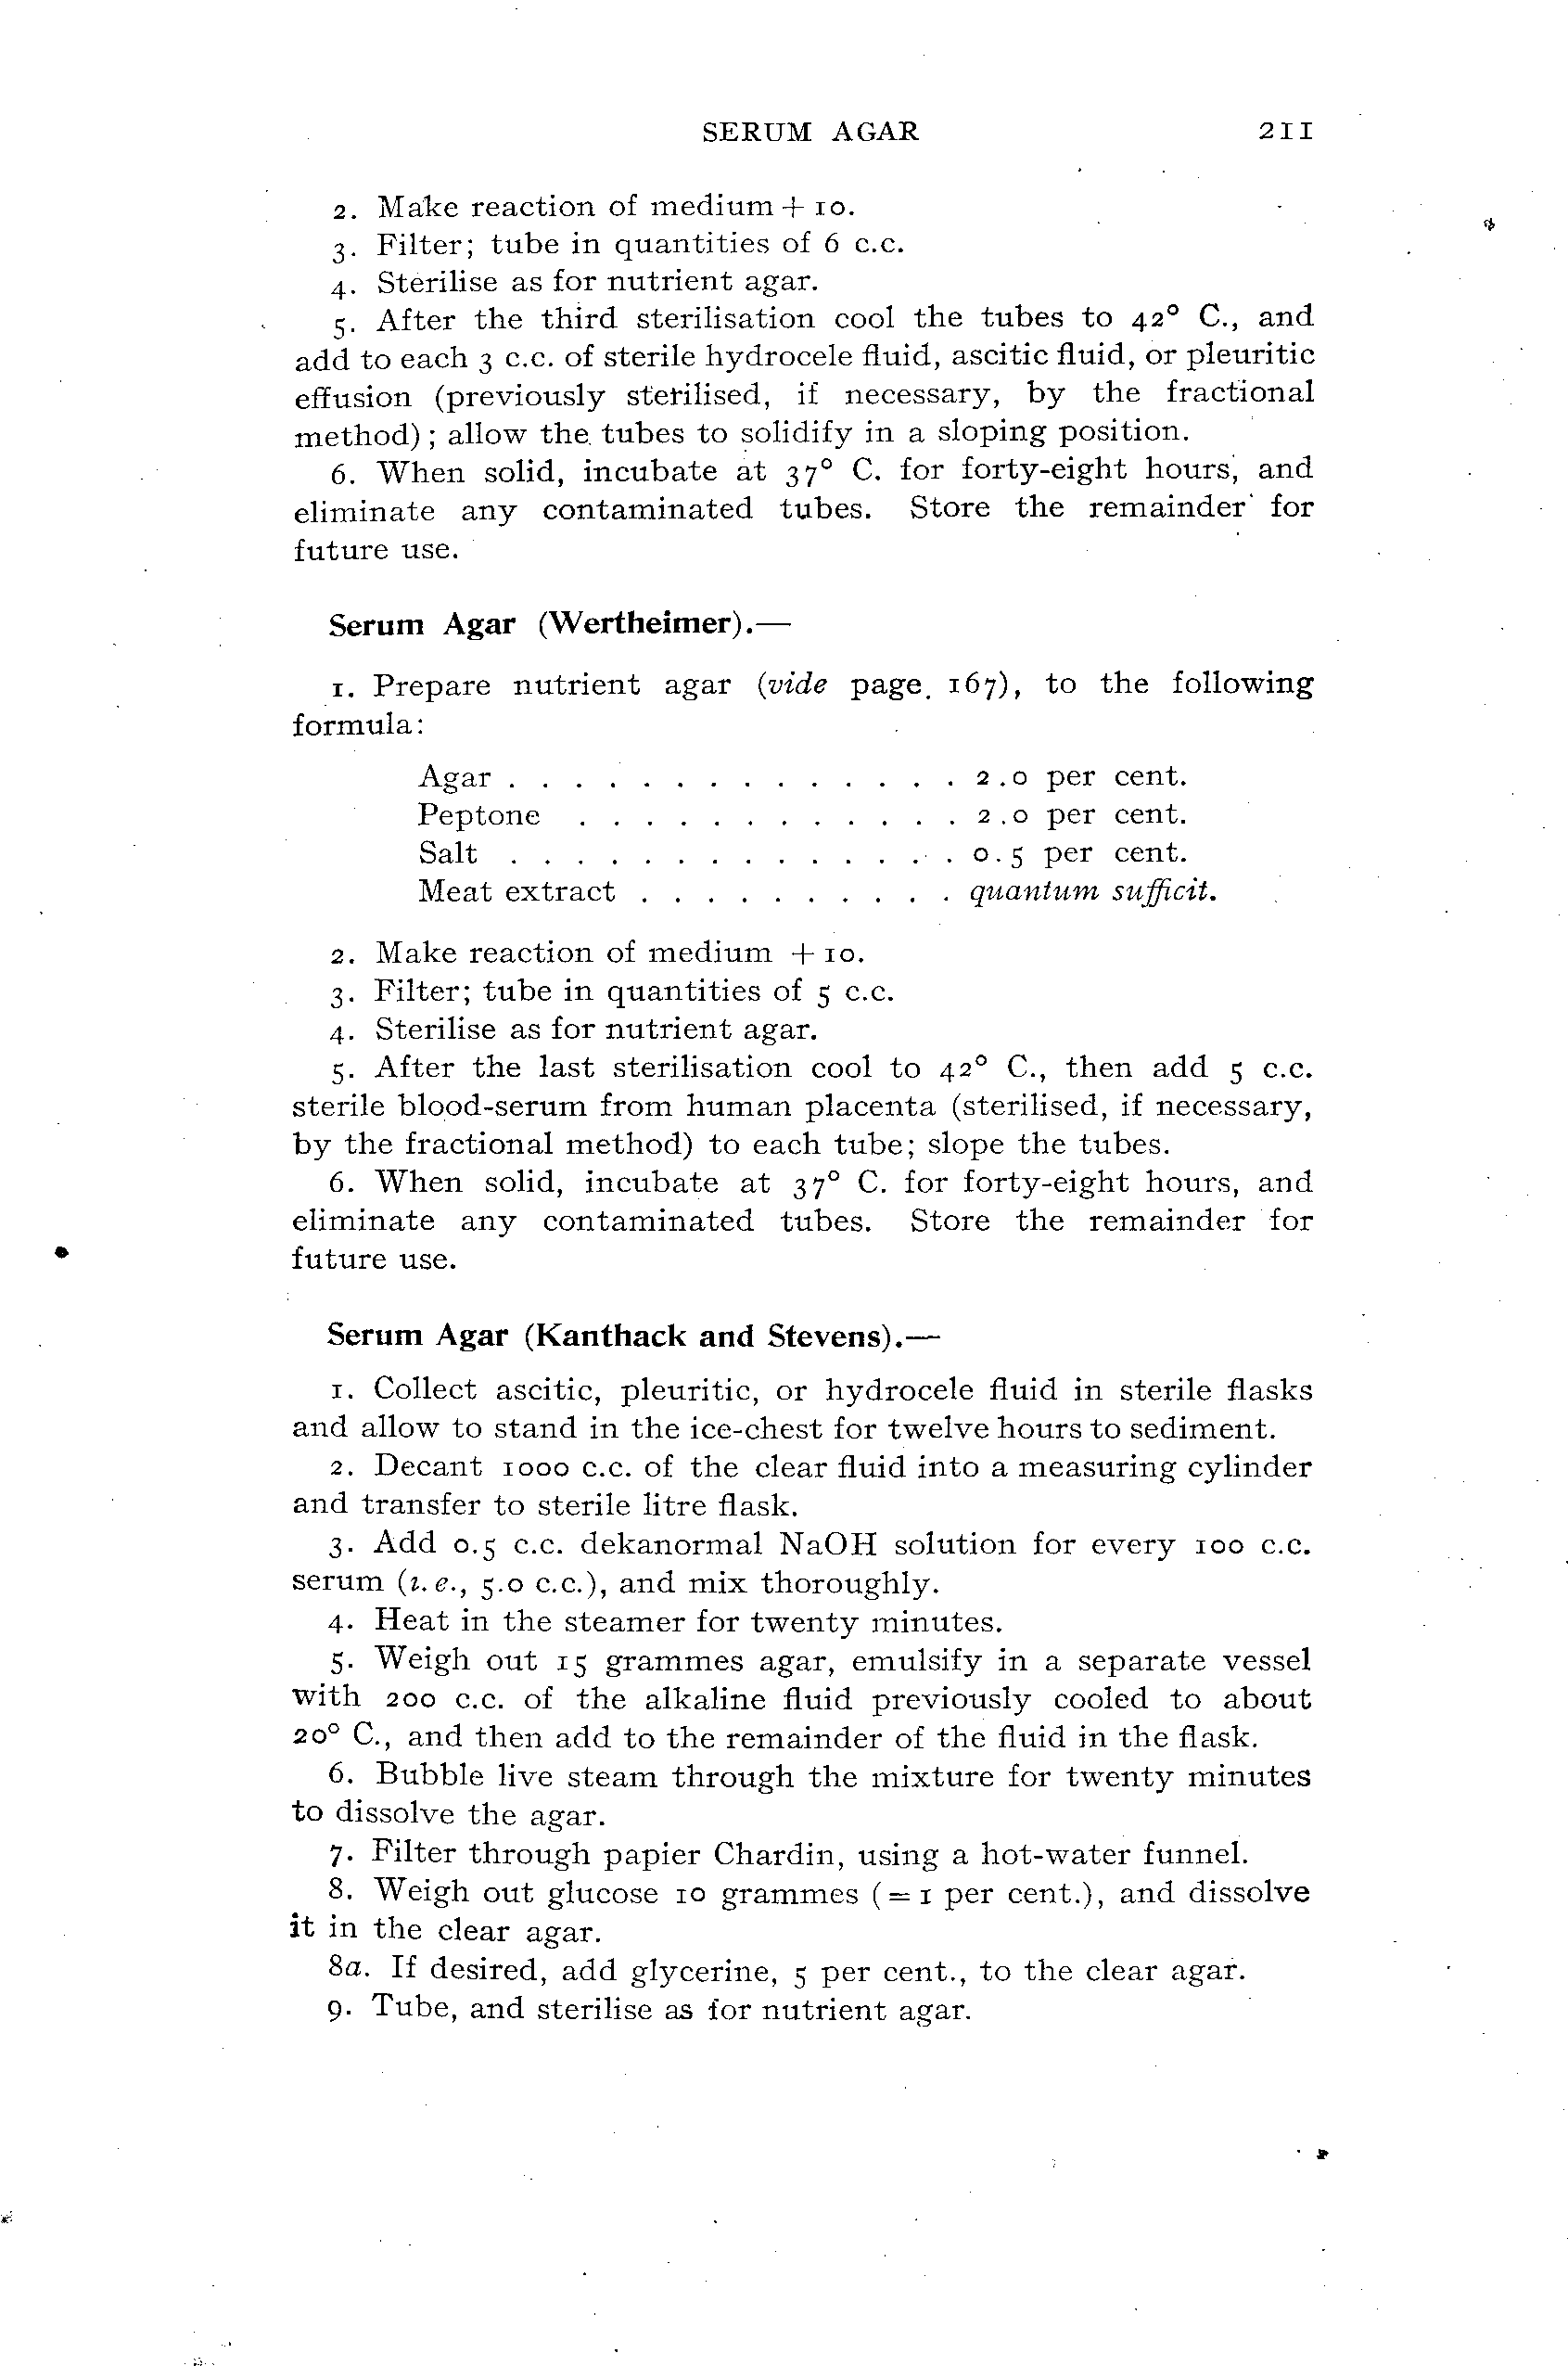 SERUM AGAR 211
2. Make reaction of medium + 10.
3. Filter; tube in quantities of 6 c.c.
4. Sterilise as for nutrient agar.
5. After the third sterilisation cool the tubes to 42° C., and
add to each 3 c.c. of sterile hydrocele fluid, ascitic fluid, or pleuritic
effusion (previously sterilised, if necessary, by the fractional
method); allow the tubes to solidify in a sloping position.
6. When solid, incubate at 37° C. for forty-eight hours, and
eliminate any contaminated tubes. Store the remainder for
future use.
Serum Agar (Wertheimer).—
1. Prepare nutrient agar (vide page 167), to the following
formula:
Agar . . . . . . . . . . . . . . 2.0 per cent.
Peptone . . . . . . . . . . . . 2.0 per cent.
Salt . . . . . . . . . . . . . . 0.5 per cent.
Meat extract . . . . . . . . . . quantum sufficit.
2. Make reaction of medium + 10.
3. Filter; tube in quantities of 5 c.c.
4. Sterilise as for nutrient agar.
5. After the last sterilisation cool to 42° C., then add 5 c.c.
sterile blood-serum from human placenta (sterilised, if necessary,
by the fractional method) to each tube; slope the tubes.
6. When solid, incubate at 37° C. for forty-eight hours, and
eliminate any contaminated tubes. Store the remainder for
future use.
Serum Agar (Kanthack and Stevens).—
1. Collect ascitic, pleuritic, or hydrocele fluid in sterile flasks
and allow to stand in the ice-chest for twelve hours to sediment.
2. Decant 1000 c.c. of the clear fluid into a measuring cylinder
and transfer to sterile litre flask.
3. Add 0.5 c.c. dekanormal NaOH solution for every 100 c.c.
serum (i. e., 5.0 c.c.), and mix thoroughly.
4. Heat in the steamer for twenty minutes.
5. Weigh out 15 grammes agar, emulsify in a separate vessel
with 200 c.c. of the alkaline fluid previously cooled to about
20° C., and then add to the remainder of the fluid in the flask.
6. Bubble live steam through the mixture for twenty minutes
to dissolve the agar.
7. Filter through papier Chardin, using a hot-water funnel.
8. Weigh out glucose 10 grammes (= 1 per cent.), and dissolve
it in the clear agar.
8a. If desired, add glycerine, 5 per cent., to the clear agar.
9. Tube, and sterilise as for nutrient agar.